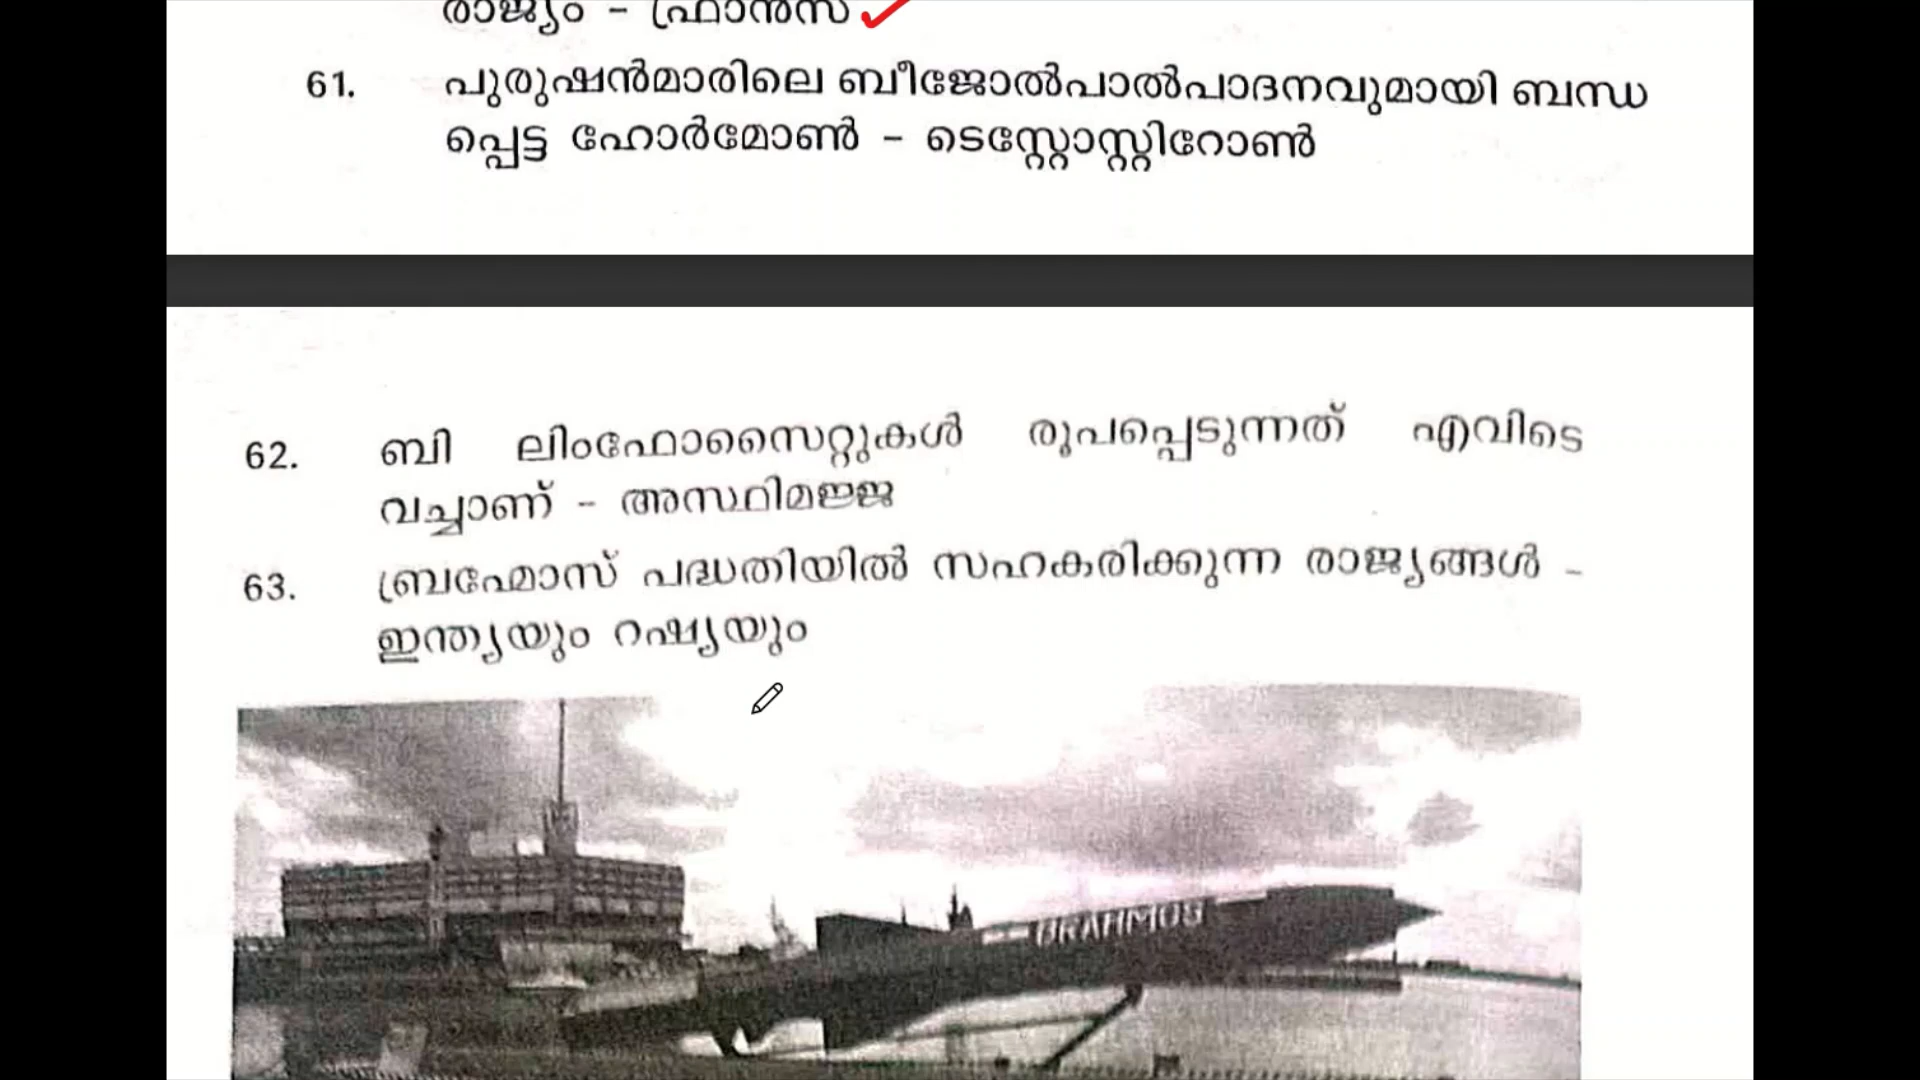 രാജ്യം - ഫ്രാൻസ്
61. പുരുഷൻമാരിലെ ബീജോൽപാൽപാദനവുമായി ബന്ധ
പ്പെട്ട ഹോർമോൺ - ടെസ്റ്റോസ്റ്റിറോൺ
62. ബി ലിംഫോസൈറ്റുകൾ രൂപപ്പെടുന്നത് എവിടെ
വച്ചാണ് - അസ്ഥിമജ്ജ
63. ബ്രഹ്മോസ് പദ്ധതിയിൽ സഹകരിക്കുന്ന രാജ്യങ്ങൾ -
ഇന്ത്യയും റഷ്യയും
BRAHMOS